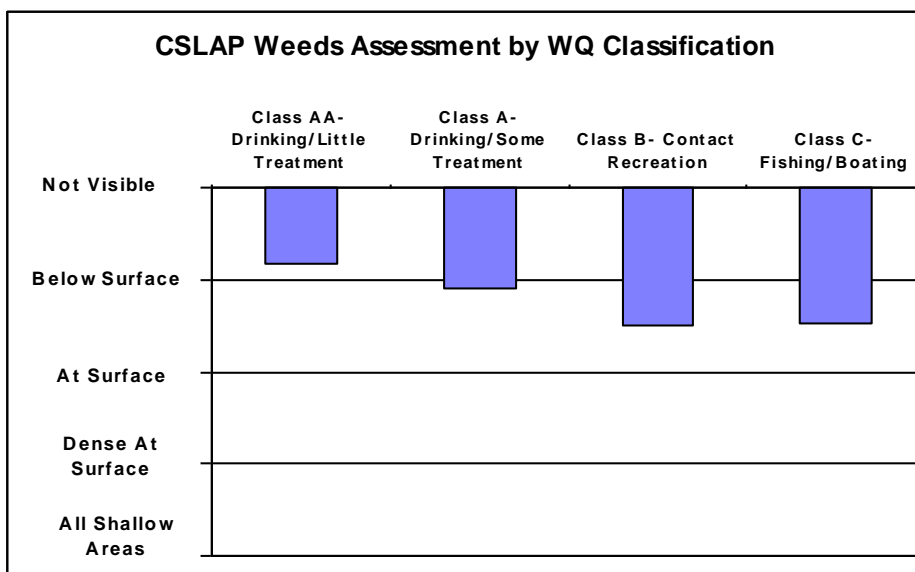 CSLAP Weeds Assessment by WQ Classification
Class AA-
Drinking/Little
Treatment
Class A-
Drinking/Some
Treatment
Class B- Contact
Recreation
Class C-
Fishing/Boating
Not Visible
Below Surface
At Surface
Dense At
Surface
All Shallow
Areas